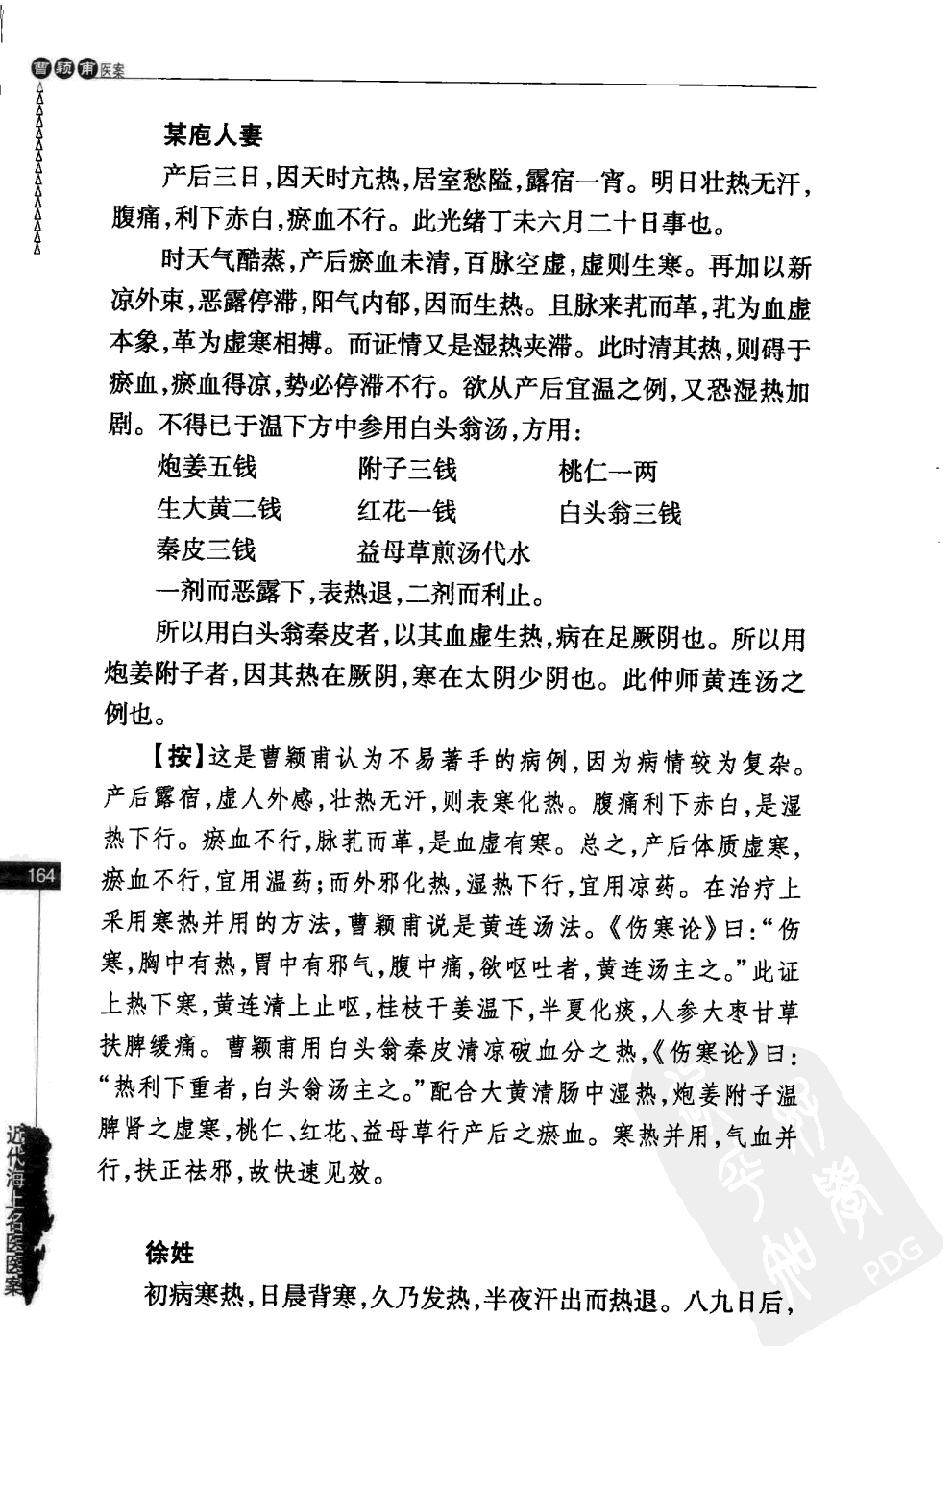 曹颖甫医案
某庖人妻
产后三日,因天时亢热,居室愁隘,露宿一宵。明日壮热无汗,
腹痛,利下赤白,瘀血不行。此光绪丁未六月二十日事也。
时天气酷蒸,产后瘀血未清,百脉空虚,虚则生寒。再加以新
凉外束,恶露停滞,阳气内郁,因而生热。且脉来芤而革,芤为血虚
本象,革为虚寒相搏。而证情又是湿热夹滞。此时清其热,则碍于
瘀血,瘀血得凉,势必停滞不行。欲从产后宜温之例,又恐湿热加
剧。不得已于温下方中参用白头翁汤,方用:
炮姜五钱 附子三钱 桃仁一两
生大黄二钱 红花一钱 白头翁三钱
秦皮三钱 益母草煎汤代水
一剂而恶露下,表热退,二剂而利止。
所以用白头翁秦皮者,以其血虚生热,病在足厥阴也。所以用
炮姜附子者,因其热在厥阴,寒在太阴少阴也。此仲师黄连汤之
例也。
【按】这是曹颖甫认为不易著手的病例,因为病情较为复杂。
产后露宿,虚人外感,壮热无汗,则表寒化热。腹痛利下赤白,是湿
热下行。瘀血不行,脉芤而革,是血虚有寒。总之,产后体质虚寒,
瘀血不行,宜用温药;而外邪化热,湿热下行,宜用凉药。在治疗上
采用寒热并用的方法,曹颖甫说是黄连汤法。《伤寒论》曰:“伤
寒,胸中有热,胃中有邪气,腹中痛,欲呕吐者,黄连汤主之。”此证
上热下寒,黄连清上止呕,桂枝干姜温下,半夏化痰,人参大枣甘草
扶脾缓痛。曹颖甫用白头翁秦皮清凉破血分之热,《伤寒论》曰:
“热利下重者,白头翁汤主之。”配合大黄清肠中湿热,炮姜附子温
脾肾之虚寒,桃仁、红花、益母草行产后之瘀血。寒热并用,气血并
行,扶正祛邪,故快速见效。
徐姓
初病寒热,日晨背寒,久乃发热,半夜汗出而热退。八九日后,
164
近代海上名医医案
PDG